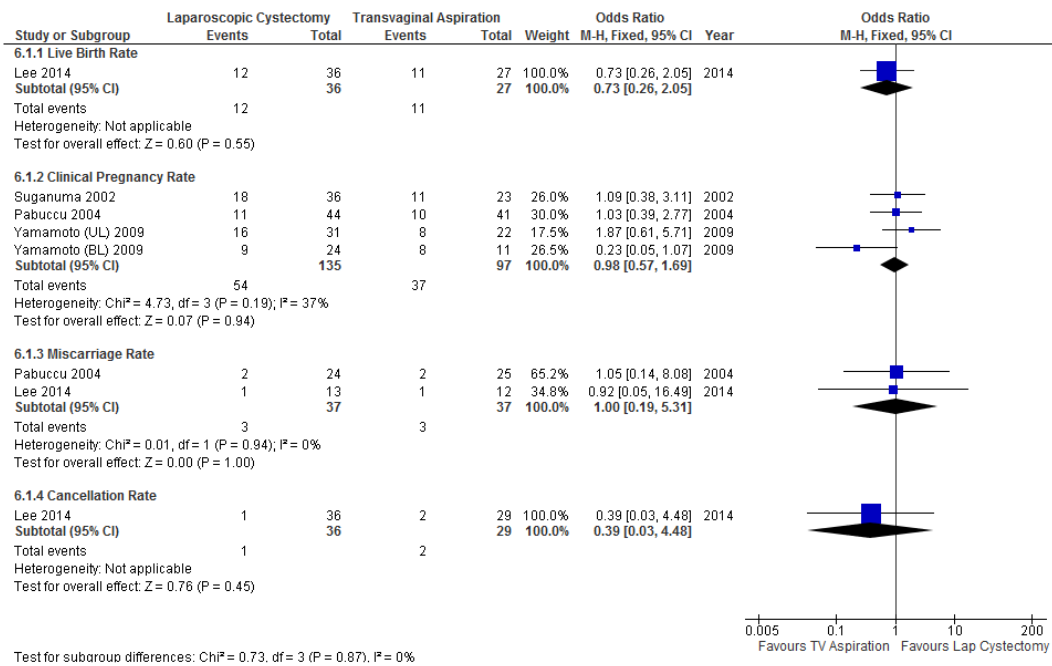 Laparoscopic Cystectomy Transvaginal Aspiration Odds Ratio Odds Ratio
Study or Subgroup Events Total Events Total Weight M-H, Fixed, 95% CI Year M-H, Fixed, 95% CI
6.1.1 Live Birth Rate
Lee 2014 12 36 11 27 100.0% 0.73 [0.26, 2.05] 2014
Subtotal (95% CI) 36 27 100.0% 0.73 [0.26, 2.05]
Total events 12 11
Heterogeneity: Not applicable
Test for overall effect: Z = 0.60 (P = 0.55)
6.1.2 Clinical Pregnancy Rate
Suganuma 2002 18 36 11 23 26.0% 1.09 [0.38, 3.11] 2002
Pabuccu 2004 11 44 10 41 30.0% 1.03 [0.39, 2.77] 2004
Yamamoto (UL) 2009 16 31 8 22 17.5% 1.87 [0.61, 5.71] 2009
Yamamoto (BL) 2009 9 24 8 11 26.5% 0.23 [0.05, 1.07] 2009
Subtotal (95% CI) 135 97 100.0% 0.98 [0.57, 1.69]
Total events 54 37
Heterogeneity: Chi² = 4.73, df = 3 (P = 0.19); I² = 37%
Test for overall effect: Z = 0.07 (P = 0.94)
6.1.3 Miscarriage Rate
Pabuccu 2004 2 24 2 25 65.2% 1.05 [0.14, 8.08] 2004
Lee 2014 1 13 1 12 34.8% 0.92 [0.05, 16.49] 2014
Subtotal (95% CI) 37 37 100.0% 1.00 [0.19, 5.31]
Total events 3 3
Heterogeneity: Chi² = 0.01, df = 1 (P = 0.94); I² = 0%
Test for overall effect: Z = 0.00 (P = 1.00)
6.1.4 Cancellation Rate
Lee 2014 1 36 2 29 100.0% 0.39 [0.03, 4.48] 2014
Subtotal (95% CI) 36 29 100.0% 0.39 [0.03, 4.48]
Total events 1 2
Heterogeneity: Not applicable
Test for overall effect: Z = 0.76 (P = 0.45)
0.005 0.1 1 10 200
Favours TV Aspiration Favours Lap Cystectomy
Test for subgroup differences: Chi² = 0.73, df = 3 (P = 0.87), I² = 0%